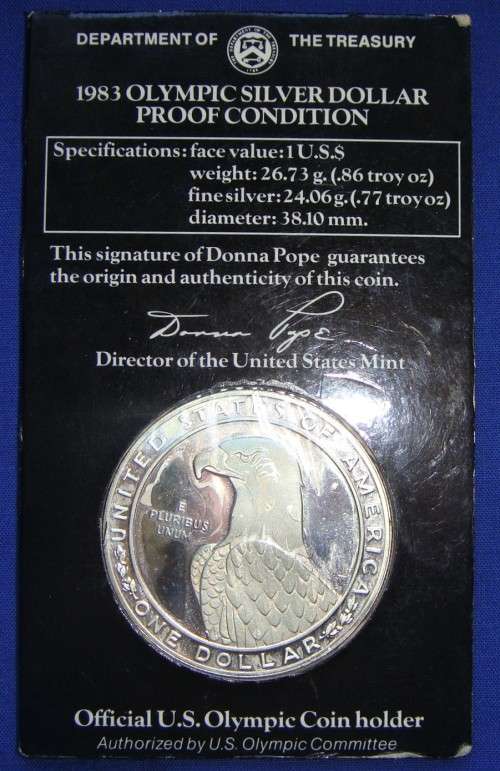 DEPARTMENT OF THE TREASURY
1983 OLYMPIC SILVER DOLLAR
PROOF CONDITION
Specifications: face value: 1 U.S.$
weight: 26.73 g. (.86 troy oz)
fine silver: 24.06 g. (.77 troy oz)
diameter: 38.10 mm.
This signature of Donna Pope guarantees
the origin and authenticity of this coin.
Donna Pope
Director of the United States Mint
UNITED STATES OF AMERICA
E
PLURIBUS
UNUM
ONE DOLLAR
Official U.S. Olympic Coin holder
Authorized by U.S. Olympic Committee